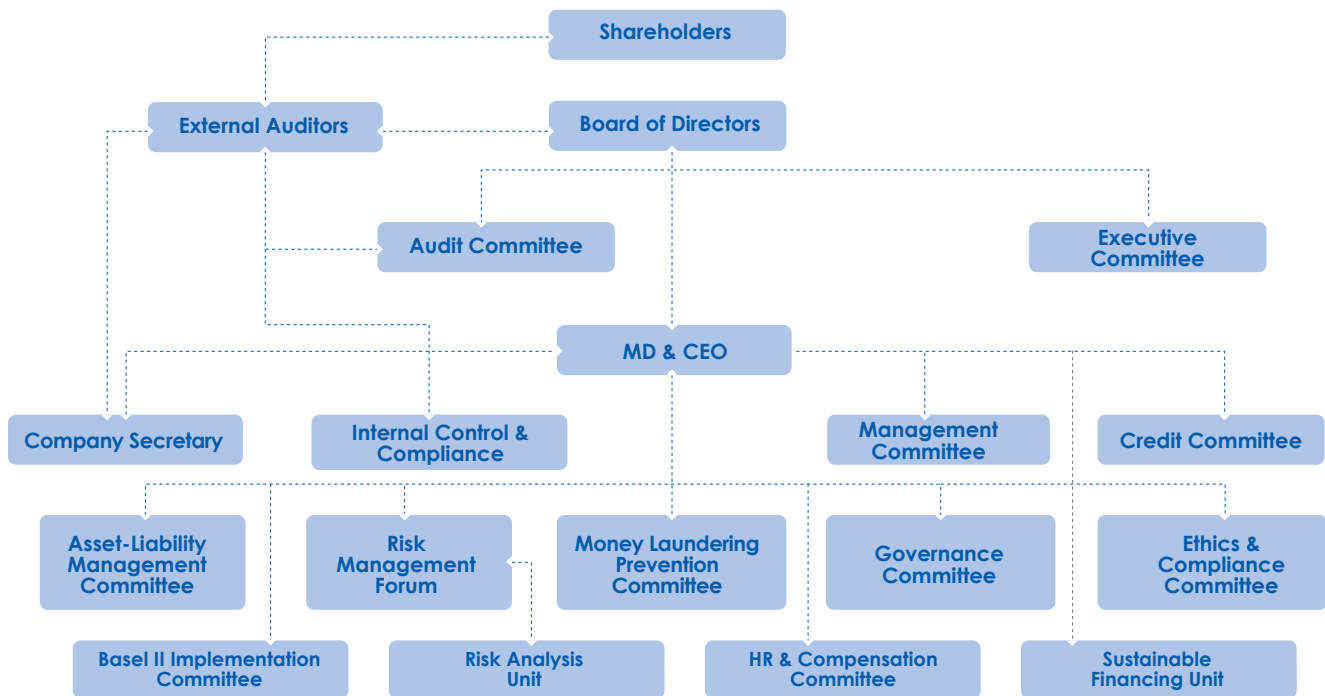 Shareholders
External Auditors
Board of Directors
Audit Committee
Executive
Committee
MD & CEO
Company Secretary
Internal Control &
Compliance
Management
Committee
Credit Committee
Asset-Liability
Management
Committee
Risk
Management
Forum
Money Laundering
Prevention
Committee
Governance
Committee
Ethics &
Compliance
Committee
Basel II Implementation
Committee
Risk Analysis
Unit
HR & Compensation
Committee
Sustainable
Financing Unit